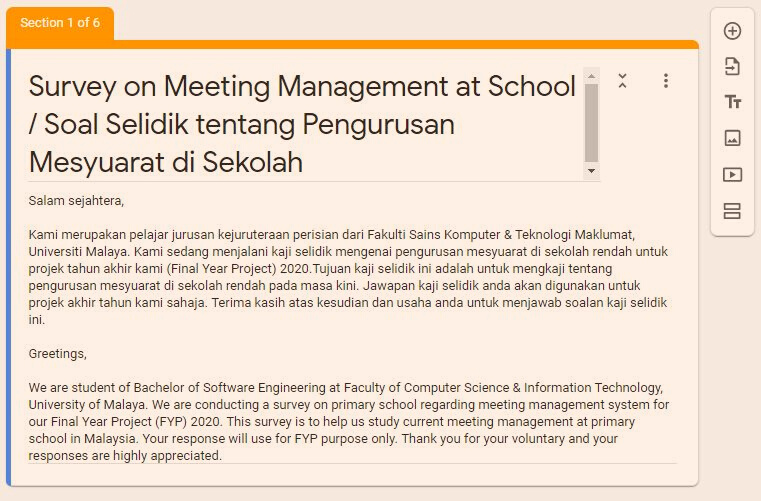 Section 1 of 6
Survey on Meeting Management at School
/ Soal Selidik tentang Pengurusan
Mesyuarat di Sekolah
Salam sejahtera,
Kami merupakan pelajar jurusan kejuruteraan perisian dari Fakulti Sains Komputer & Teknologi Maklumat,
Universiti Malaya. Kami sedang menjalani kaji selidik mengenai pengurusan mesyuarat di sekolah rendah untuk
projek tahun akhir kami (Final Year Project) 2020.Tujuan kaji selidik ini adalah untuk mengkaji tentang
pengurusan mesyuarat di sekolah rendah pada masa kini. Jawapan kaji selidik anda akan digunakan untuk
projek akhir tahun kami sahaja. Terima kasih atas kesudian dan usaha anda untuk menjawab soalan kaji selidik
ini.
Greetings,
We are student of Bachelor of Software Engineering at Faculty of Computer Science & Information Technology,
University of Malaya. We are conducting a survey on primary school regarding meeting management system for
our Final Year Project (FYP) 2020. This survey is to help us study current meeting management at primary
school in Malaysia. Your response will use for FYP purpose only. Thank you for your voluntary and your
responses are highly appreciated.